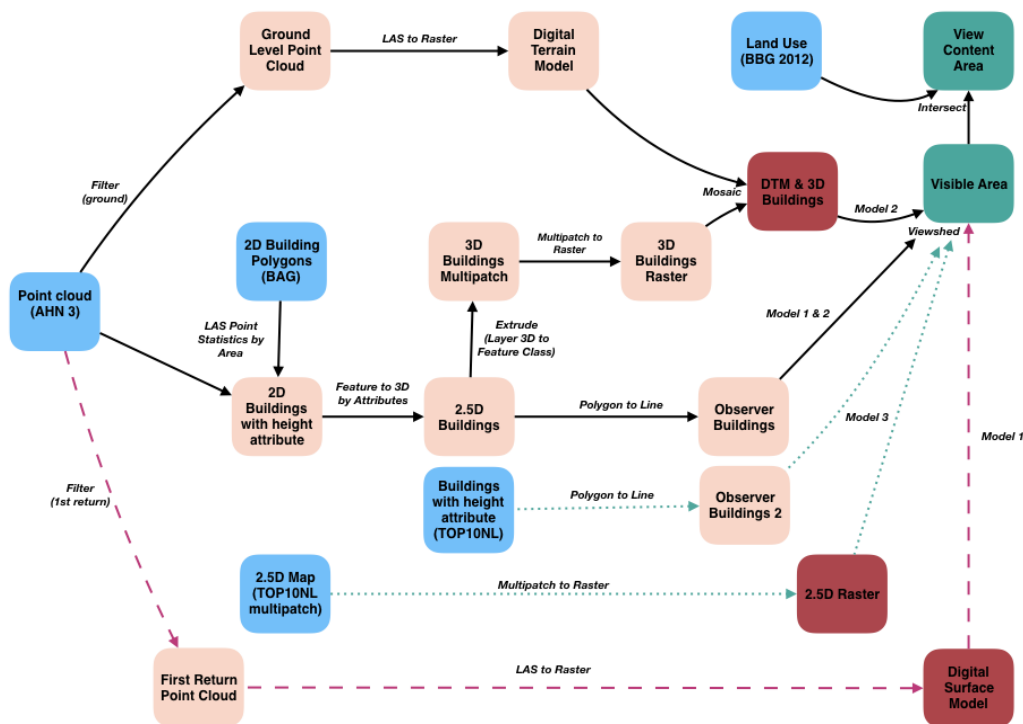 Ground
Level Point
Cloud
LAS to Raster
Digital
Terrain
Model
Land Use
(BBG 2012)
View
Content
Area
Intersect
Filter
(ground)
Mosaic
DTM & 3D
Buildings
Model 2
Visible Area
Viewshed
2D Building
Polygons
(BAG)
3D
Buildings
Multipatch
Multipatch to
Raster
3D
Buildings
Raster
Point cloud
(AHN 3)
LAS Point
Statistics by
Area
Extrude
(Layer 3D to
Feature Class)
Model 1 & 2
2D
Buildings
with height
attribute
Feature to 3D
by Attributes
2.5D
Buildings
Polygon to Line
Observer
Buildings
Model 3
Model 1
Filter
(1st return)
Buildings
with height
attribute
(TOP10NL)
Polygon to Line
Observer
Buildings 2
2.5D Map
(TOP10NL
multipatch)
Multipatch to Raster
2.5D Raster
First Return
Point Cloud
LAS to Raster
Digital
Surface
Model